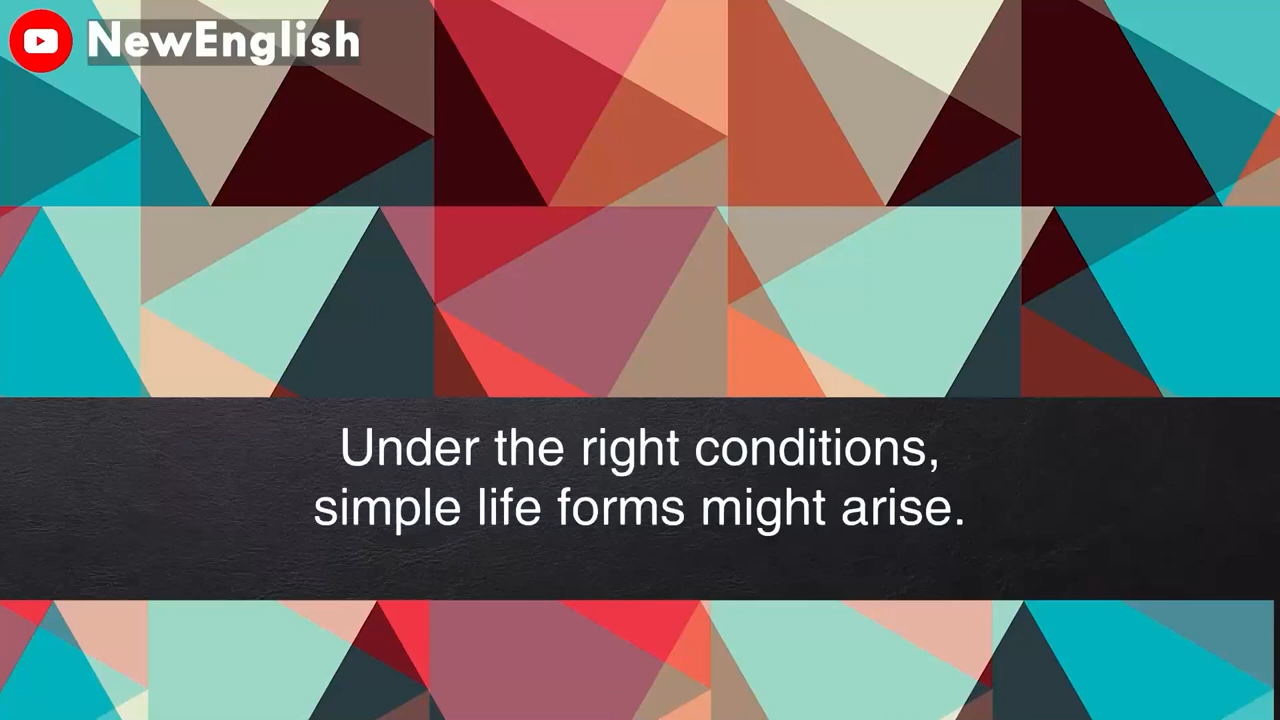 NewEnglish
Under the right conditions,
simple life forms might arise.